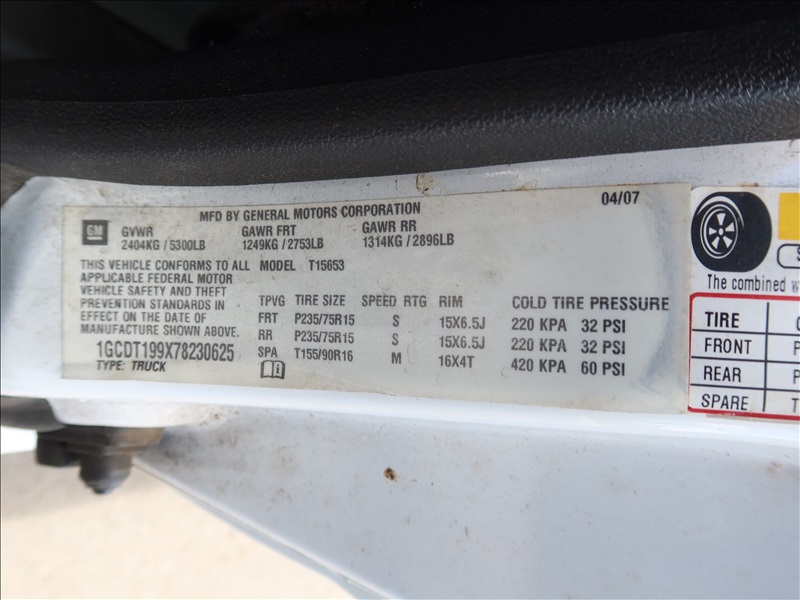 MFD BY GENERAL MOTORS CORPORATION 04/07
GM GVWR GAWR FRT GAWR RR
2404KG / 5300LB 1249KG / 2753LB 1314KG / 2896LB
THIS VEHICLE CONFORMS TO ALL MODEL T15653
APPLICABLE FEDERAL MOTOR
VEHICLE SAFETY AND THEFT
PREVENTION STANDARDS IN
EFFECT ON THE DATE OF
MANUFACTURE SHOWN ABOVE.
1GCDT199X78230625
TYPE: TRUCK
TPVG TIRE SIZE SPEED RTG RIM COLD TIRE PRESSURE
FRT P235/75R15 S 15X6.5J 220 KPA 32 PSI
RR P235/75R15 S 15X6.5J 220 KPA 32 PSI
SPA T155/90R16 M 16X4T 420 KPA 60 PSI
The combined
TIRE
FRONT P
REAR P
SPARE T